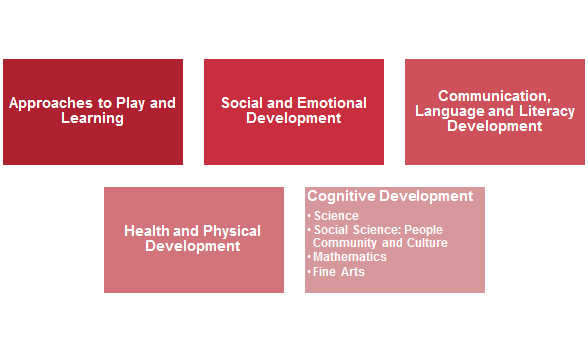 Approaches to Play and
Learning
Social and Emotional
Development
Communication,
Language and Literacy
Development
Health and Physical
Development
Cognitive Development
• Science
• Social Science: People
Community and Culture
• Mathematics
• Fine Arts